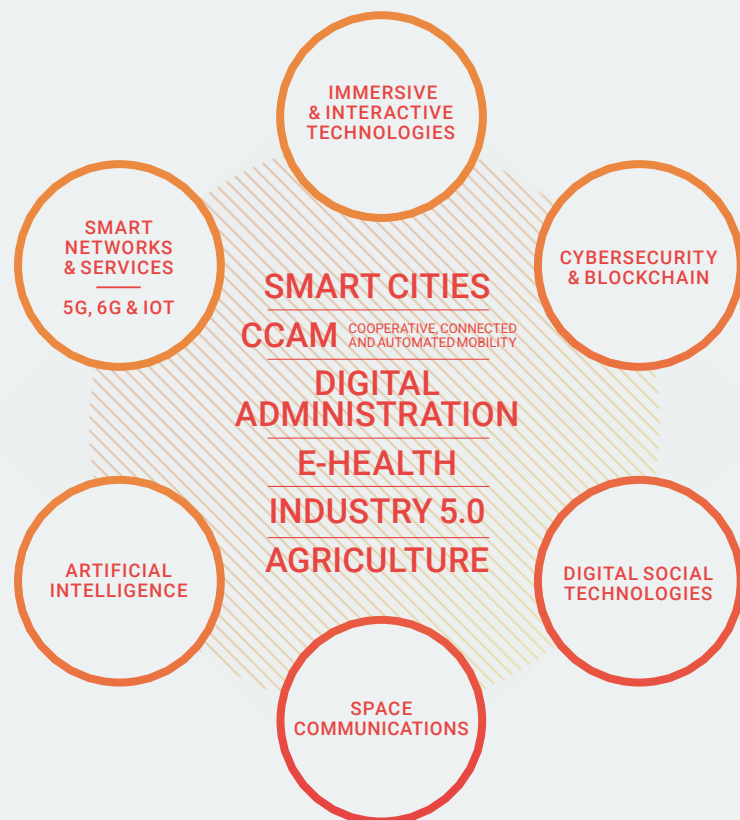 IMMERSIVE
& INTERACTIVE
TECHNOLOGIES
SMART
NETWORKS
& SERVICES
5G, 6G & IOT
CYBERSECURITY
& BLOCKCHAIN
SMART CITIES
CCAM COOPERATIVE, CONNECTED
AND AUTOMATED MOBILITY
DIGITAL
ADMINISTRATION
E-HEALTH
INDUSTRY 5.0
AGRICULTURE
ARTIFICIAL
INTELLIGENCE
DIGITAL SOCIAL
TECHNOLOGIES
SPACE
COMMUNICATIONS